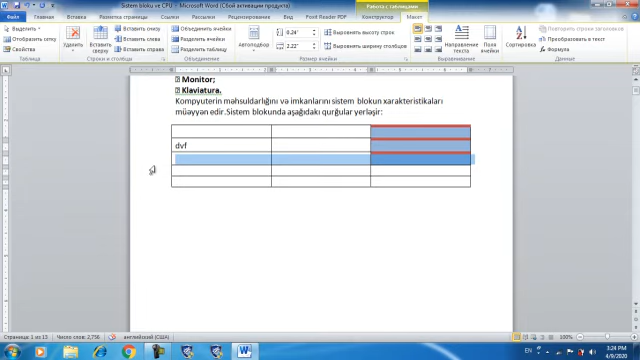 Sistem bloku ve CPU - Microsoft Word (Сбой активации продукта)
Работа с таблицами
Файл Главная Вставка Разметка страницы Ссылки Рассылки Рецензирование Вид Foxit Reader PDF Конструктор Макет
Выделить
Отобразить сетку
Свойства
Таблица
Удалить
Вставить сверху
Вставить снизу
Вставить слева
Вставить справа
Строки и столбцы
Объединить ячейки
Разбить ячейки
Разделить таблицу
Объединить
Автоподбор
0.24"
2.22"
Выровнять высоту строк
Выровнять ширину столбцов
Размер ячейки
Направление текста
Поля ячейки
Выравнивание
Сортировка
Повторить строки заголовков
Преобразовать в текст
Формула
Данные
Monitor;
Klaviatura.
Komputerin məhsuldarlığını və imkanlarını sistem blokun xarakteristikaları
müəyyən edir.Sistem blokunda aşağıdakı qurğular yerləşir:
dvf
Страница: 1 из 13 Число слов: 2,756 английский (США) 100%
EN 3:24 PM
4/9/2020